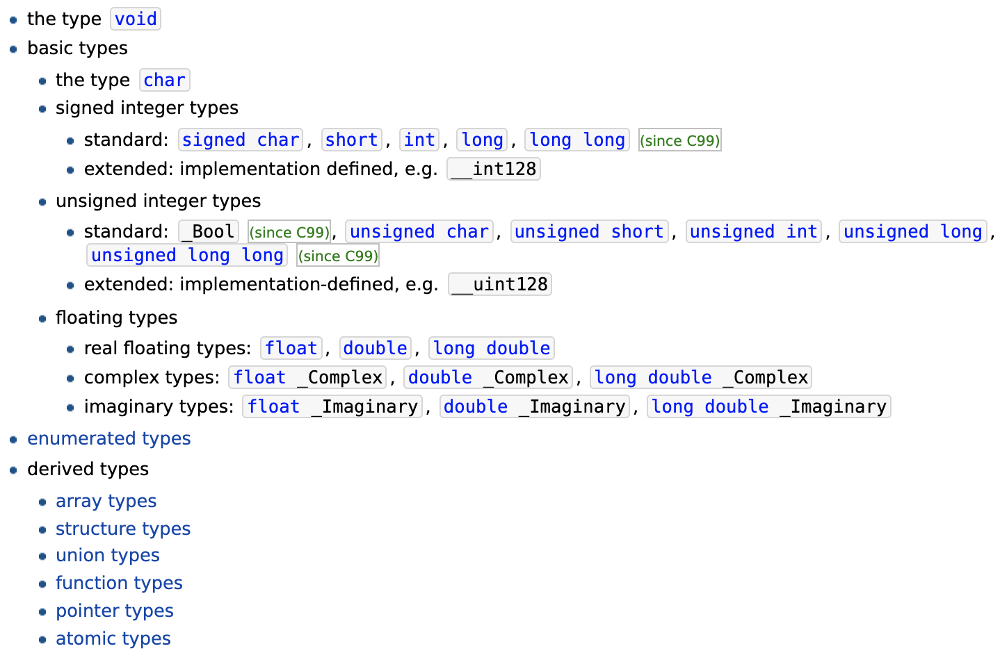 the type void
basic types
the type char
signed integer types
standard: signed char, short, int, long, long long (since C99)
extended: implementation defined, e.g. __int128
unsigned integer types
standard: _Bool (since C99), unsigned char, unsigned short, unsigned int, unsigned long,
unsigned long long (since C99)
extended: implementation-defined, e.g. __uint128
floating types
real floating types: float, double, long double
complex types: float _Complex, double _Complex, long double _Complex
imaginary types: float _Imaginary, double _Imaginary, long double _Imaginary
enumerated types
derived types
array types
structure types
union types
function types
pointer types
atomic types